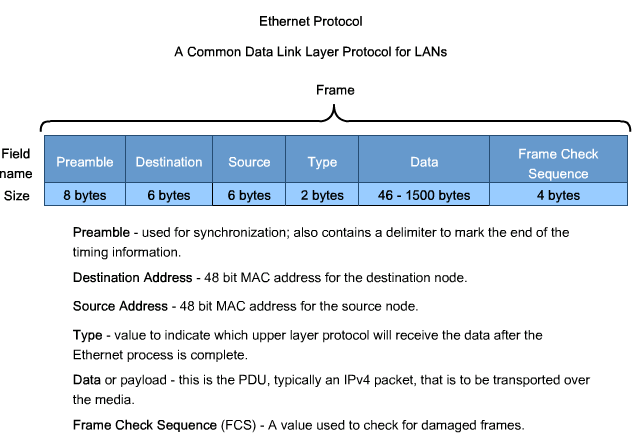 Ethernet Protocol
A Common Data Link Layer Protocol for LANs
Frame
Field name Preamble Destination Source Type Data Frame Check Sequence
Size 8 bytes 6 bytes 6 bytes 2 bytes 46 - 1500 bytes 4 bytes
Preamble - used for synchronization; also contains a delimiter to mark the end of the
timing information.
Destination Address - 48 bit MAC address for the destination node.
Source Address - 48 bit MAC address for the source node.
Type - value to indicate which upper layer protocol will receive the data after the
Ethernet process is complete.
Data or payload - this is the PDU, typically an IPv4 packet, that is to be transported over
the media.
Frame Check Sequence (FCS) - A value used to check for damaged frames.